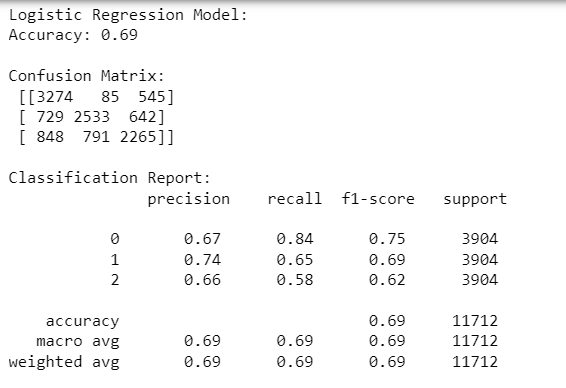 Logistic Regression Model:
Accuracy: 0.69
Confusion Matrix:
[[3274 85 545]
[ 729 2533 642]
[ 848 791 2265]]
Classification Report:
precision recall f1-score support
0 0.67 0.84 0.75 3904
1 0.74 0.65 0.69 3904
2 0.66 0.58 0.62 3904
accuracy 0.69 11712
macro avg 0.69 0.69 0.69 11712
weighted avg 0.69 0.69 0.69 11712